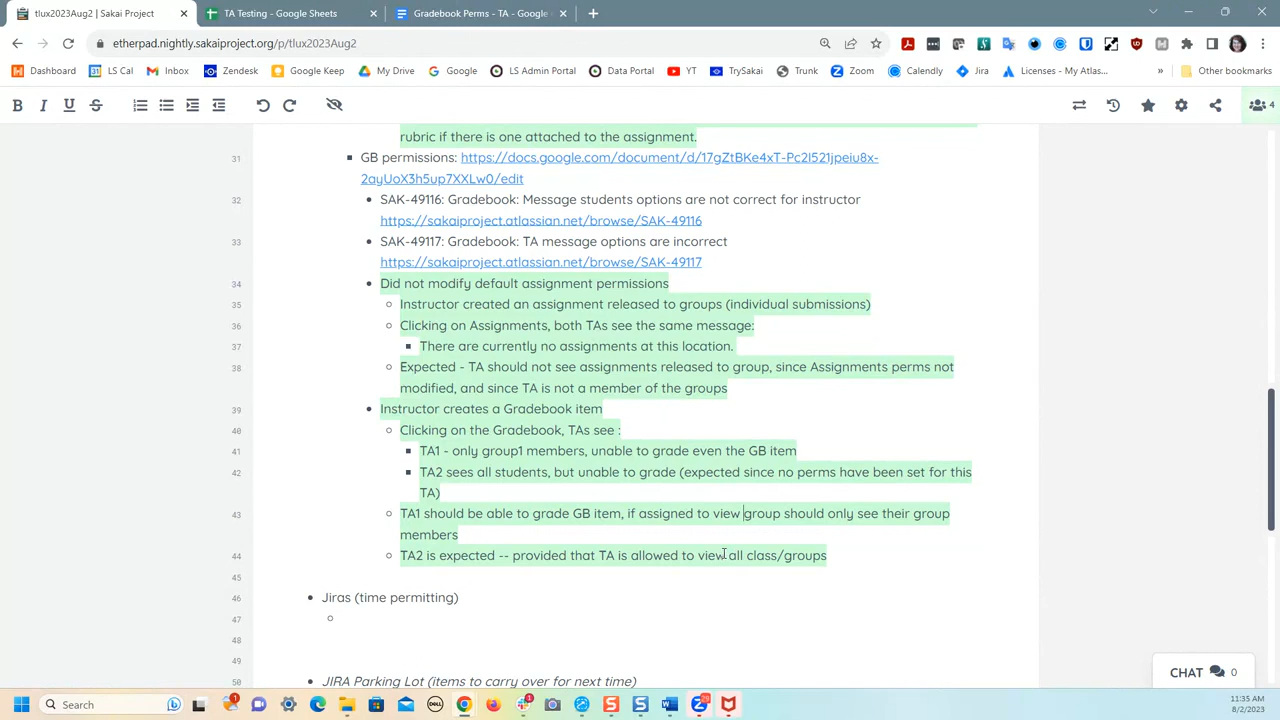 tlux2023Aug2 | Sakai Project
TA Testing - Google Sheets
Gradebook Perms - TA - Google
etherpad.nightly.sakaiproject.org/p/tlux2023Aug2
Dashboard
LS Cal
Inbox
Zendesk
Google Keep
My Drive
Google
LS Admin Portal
Data Portal
YT
TrySakai
Trunk
Zoom
Calendly
Jira
Licenses - My Atlas...
»
Other bookmarks
4
rubric if there is one attached to the assignment.
31 GB permissions: https://docs.google.com/document/d/17gZtBKe4xT-Pc2I521jpeiu8x-
2ayUoX3h5up7XXLw0/edit
32 SAK-49116: Gradebook: Message students options are not correct for instructor
https://sakaiproject.atlassian.net/browse/SAK-49116
33 SAK-49117: Gradebook: TA message options are incorrect
https://sakaiproject.atlassian.net/browse/SAK-49117
34 Did not modify default assignment permissions
35 Instructor created an assignment released to groups (individual submissions)
36 Clicking on Assignments, both TAs see the same message:
37 There are currently no assignments at this location.
38 Expected - TA should not see assignments released to group, since Assignments perms not
modified, and since TA is not a member of the groups
39 Instructor creates a Gradebook item
40 Clicking on the Gradebook, TAs see :
41 TA1 - only group1 members, unable to grade even the GB item
42 TA2 sees all students, but unable to grade (expected since no perms have been set for this
TA)
43 TA1 should be able to grade GB item, if assigned to view group should only see their group
members
44 TA2 is expected -- provided that TA is allowed to view all class/groups
45
46 Jiras (time permitting)
47
48
49
50 JIRA Parking Lot (items to carry over for next time)
CHAT 0
Search
11:35 AM
8/2/2023